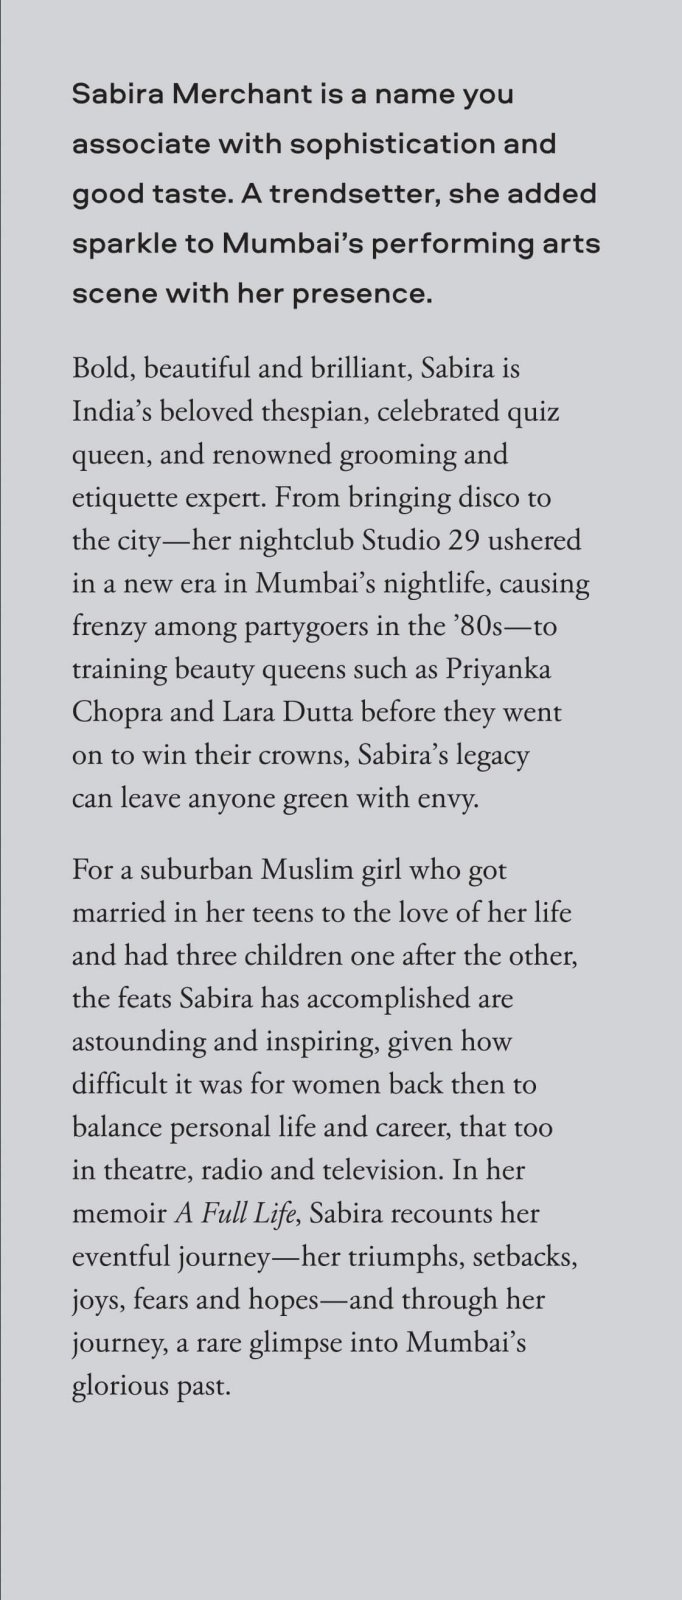 Sabira Merchant is a name you
associate with sophistication and
good taste. A trendsetter, she added
sparkle to Mumbai’s performing arts
scene with her presence.
Bold, beautiful and brilliant, Sabira is
India’s beloved thespian, celebrated quiz
queen, and renowned grooming and
etiquette expert. From bringing disco to
the city—her nightclub Studio 29 ushered
in a new era in Mumbai’s nightlife, causing
frenzy among partygoers in the ’80s—to
training beauty queens such as Priyanka
Chopra and Lara Dutta before they went
on to win their crowns, Sabira’s legacy
can leave anyone green with envy.
For a suburban Muslim girl who got
married in her teens to the love of her life
and had three children one after the other,
the feats Sabira has accomplished are
astounding and inspiring, given how
difficult it was for women back then to
balance personal life and career, that too
in theatre, radio and television. In her
memoir A Full Life, Sabira recounts her
eventful journey—her triumphs, setbacks,
joys, fears and hopes—and through her
journey, a rare glimpse into Mumbai’s
glorious past.